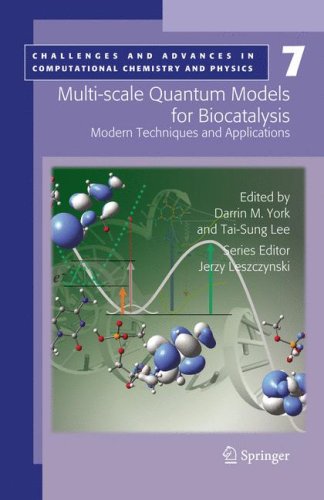 CHALLENGES AND ADVANCES IN
COMPUTATIONAL CHEMISTRY AND PHYSICS
7
Multi-scale Quantum Models
for Biocatalysis
Modern Techniques and Applications
Edited by
Darrin M. York
and Tai-Sung Lee
Series Editor
Jerzy Leszczynski
e⁻
Springer